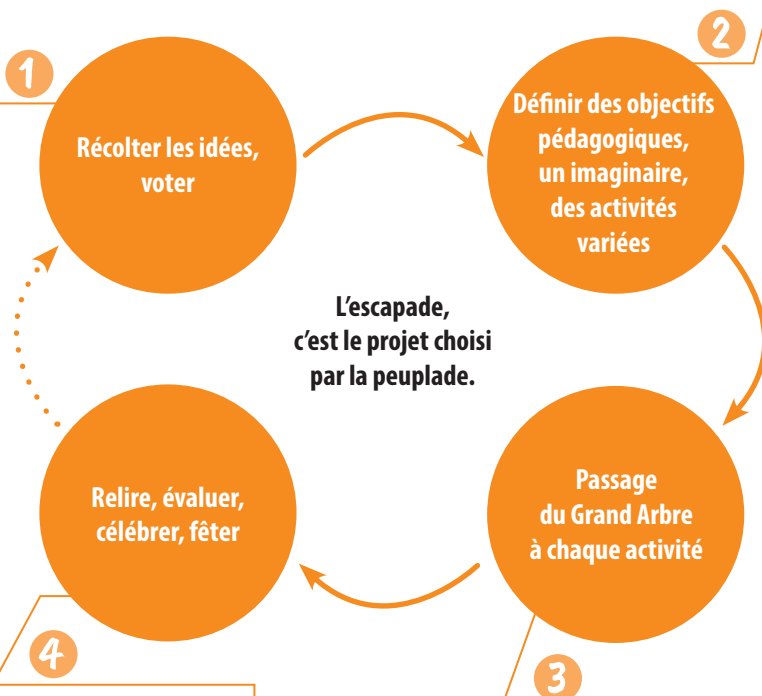 1
Récolter les idées,
voter
2
Définir des objectifs
pédagogiques,
un imaginaire,
des activités
variées
L'escapade,
c'est le projet choisi
par la peuplade.
Passage
du Grand Arbre
à chaque activité
3
Relire, évaluer,
célébrer, fêter
4